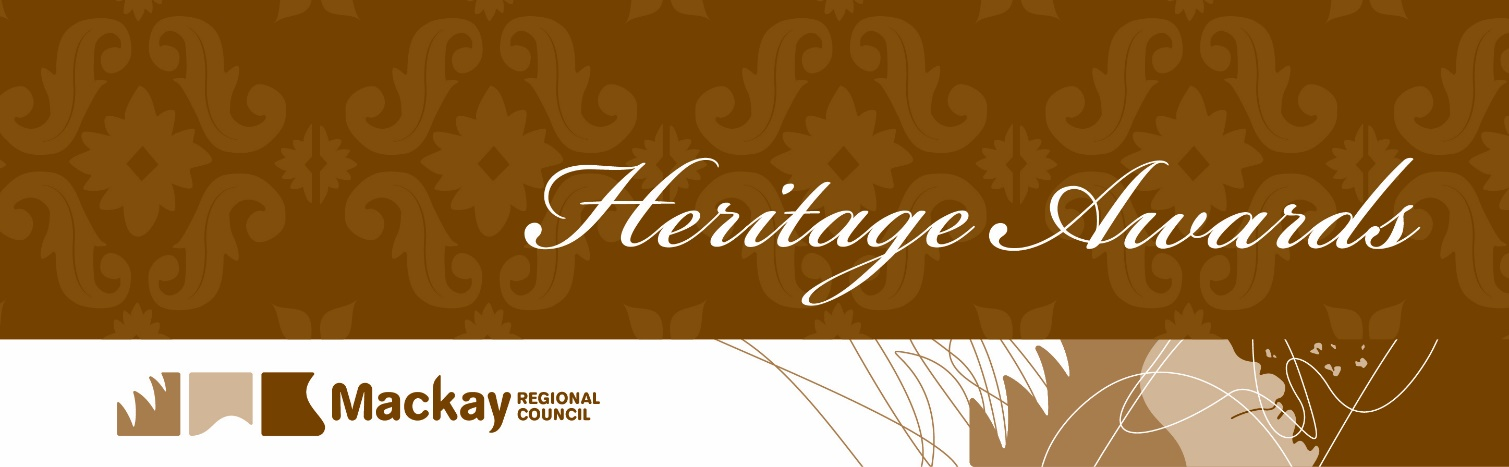 Heritage Awards
Mackay REGIONAL
COUNCIL